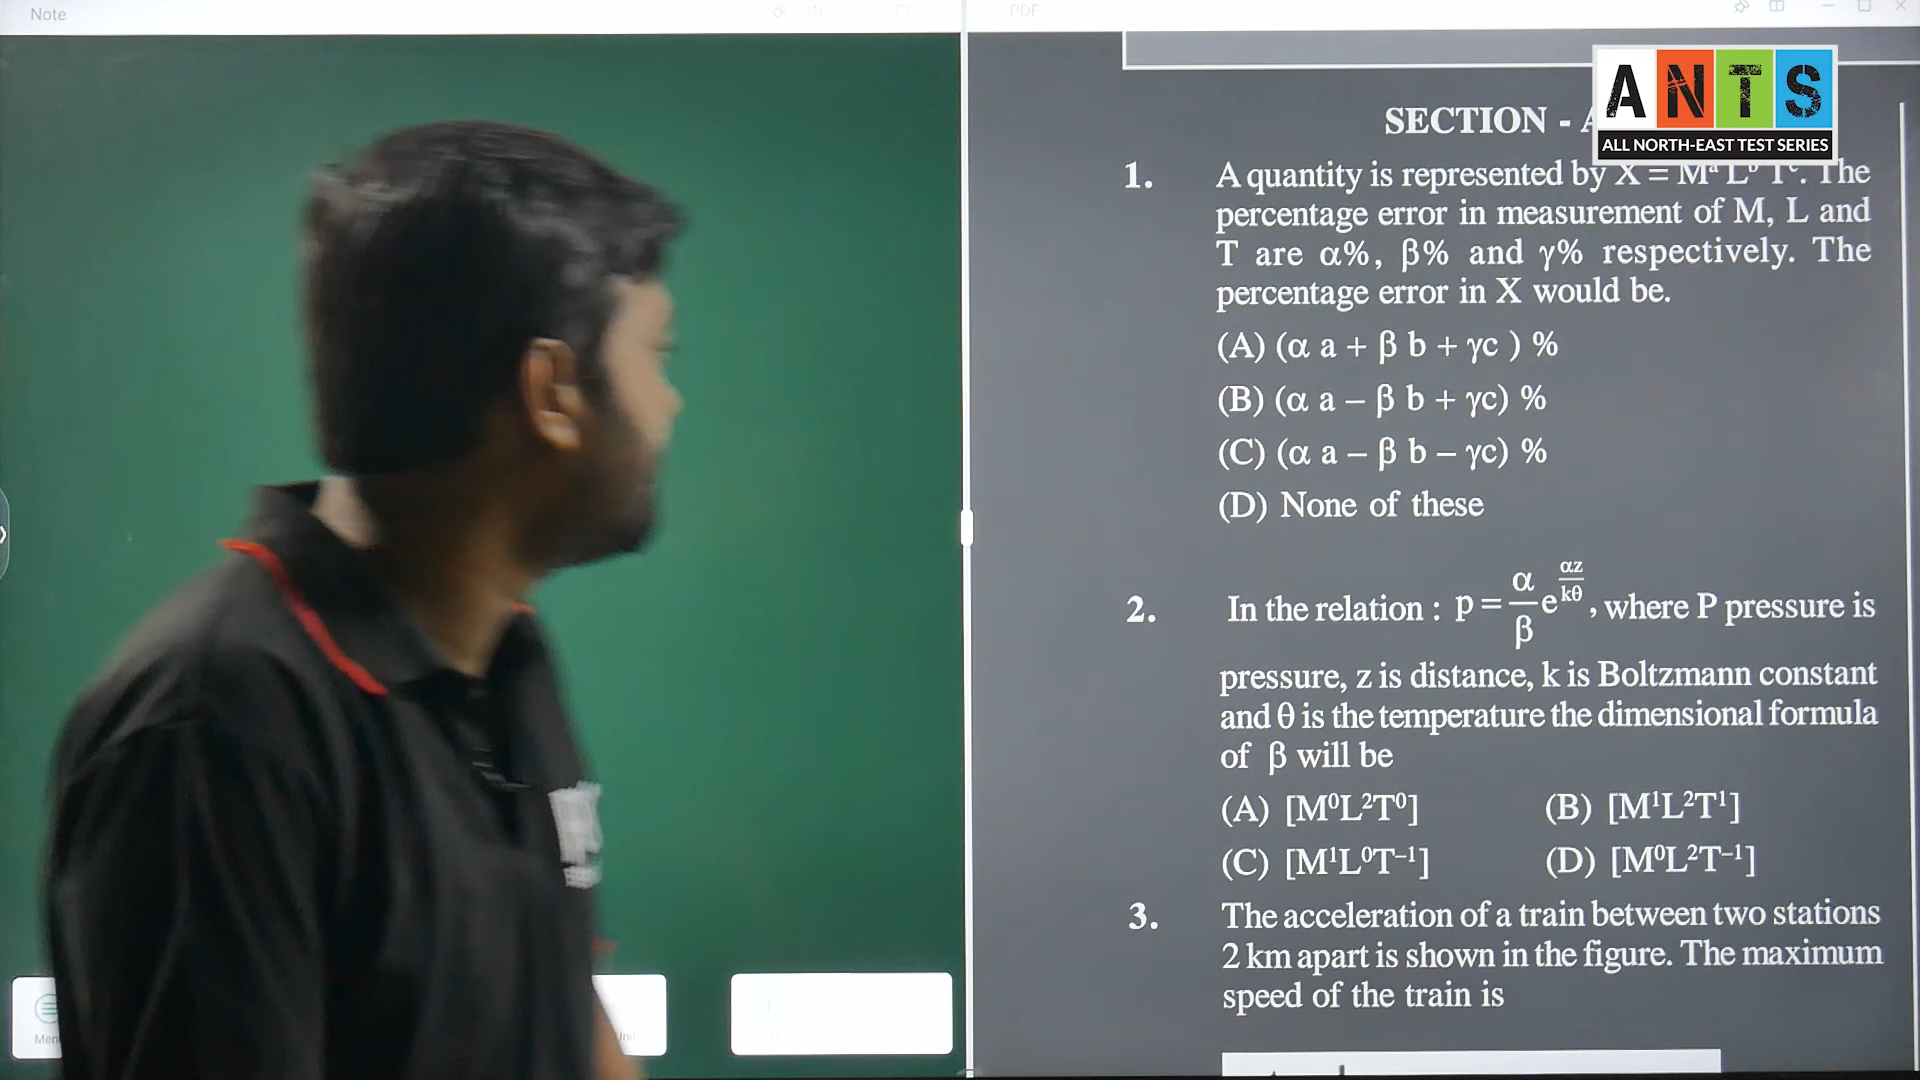 Note
PDF
ANTS
ALL NORTH-EAST TEST SERIES
SECTION -
1. A quantity is represented by X = Mᵃ Lᵇ Tᶜ. The
percentage error in measurement of M, L and
T are α%, β% and γ% respectively. The
percentage error in X would be.
(A) (α a + β b + γc ) %
(B) (α a – β b + γc) %
(C) (α a – β b – γc) %
(D) None of these
2. In the relation : p = α/β e^(αz/kθ), where P pressure is
pressure, z is distance, k is Boltzmann constant
and θ is the temperature the dimensional formula
of β will be
(A) [M⁰L²T⁰] (B) [M¹L²T¹]
(C) [M¹L⁰T⁻¹] (D) [M⁰L²T⁻¹]
3. The acceleration of a train between two stations
2 km apart is shown in the figure. The maximum
speed of the train is